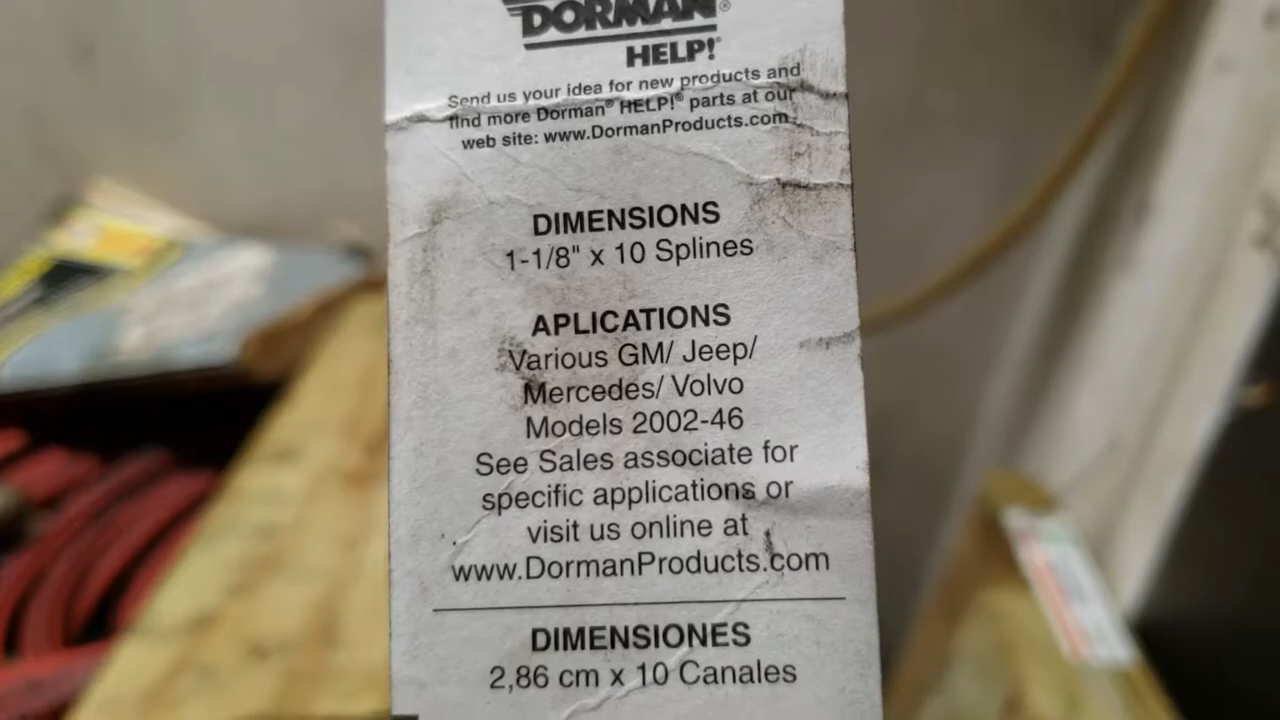 DORMAN®
HELP!®
Send us your idea for new products and
find more Dorman® HELP!® parts at our
web site: www.DormanProducts.com.
DIMENSIONS
1-1/8" x 10 Splines
APLICATIONS
Various GM/ Jeep/
Mercedes/ Volvo
Models 2002-46
See Sales associate for
specific applications or
visit us online at
www.DormanProducts.com
DIMENSIONES
2,86 cm x 10 Canales